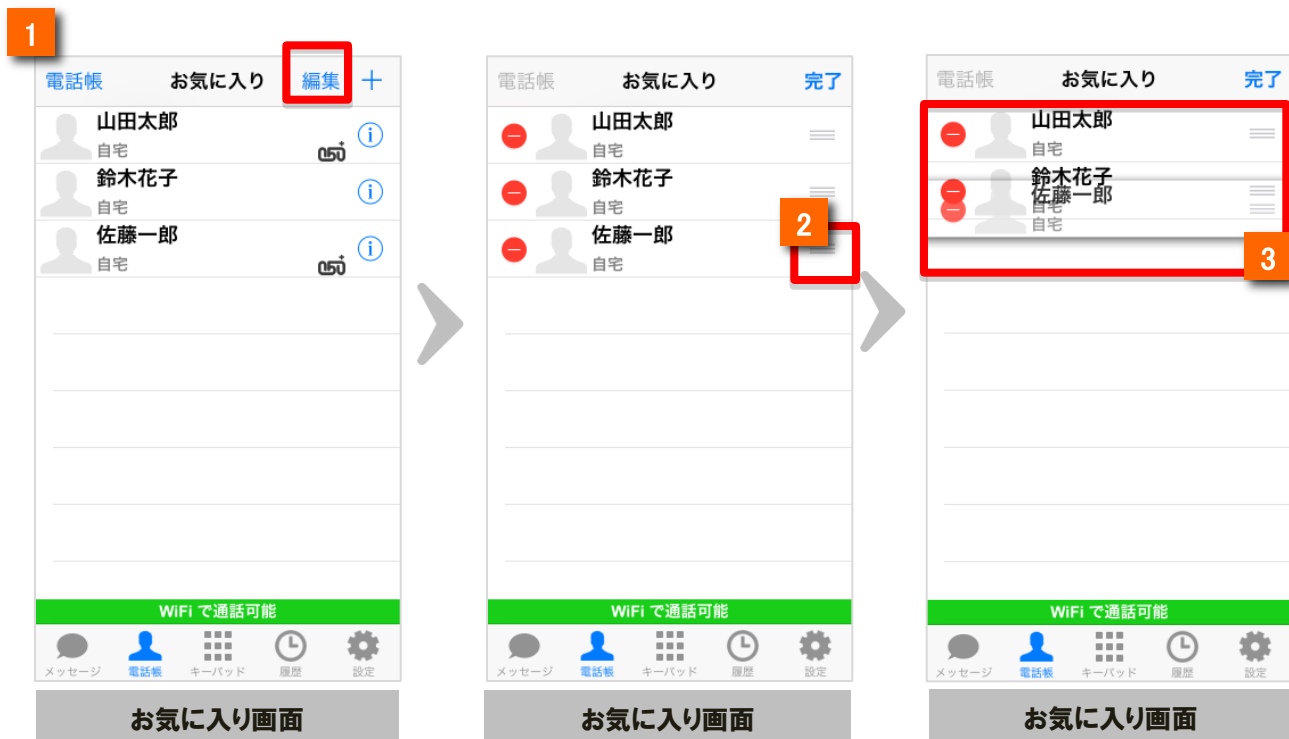 1
電話帳 お気に入り 編集 +
山田太郎
自宅
050+
鈴木花子
自宅
佐藤一郎
自宅
050+
WiFi で通話可能
メッセージ 電話帳 キーパッド 履歴 設定
お気に入り画面
電話帳 お気に入り 完了
山田太郎
自宅
鈴木花子
自宅
2
佐藤一郎
自宅
WiFi で通話可能
メッセージ 電話帳 キーパッド 履歴 設定
お気に入り画面
電話帳 お気に入り 完了
山田太郎
自宅
鈴木花子
佐藤一郎
自宅
自宅
3
WiFi で通話可能
メッセージ 電話帳 キーパッド 履歴 設定
お気に入り画面